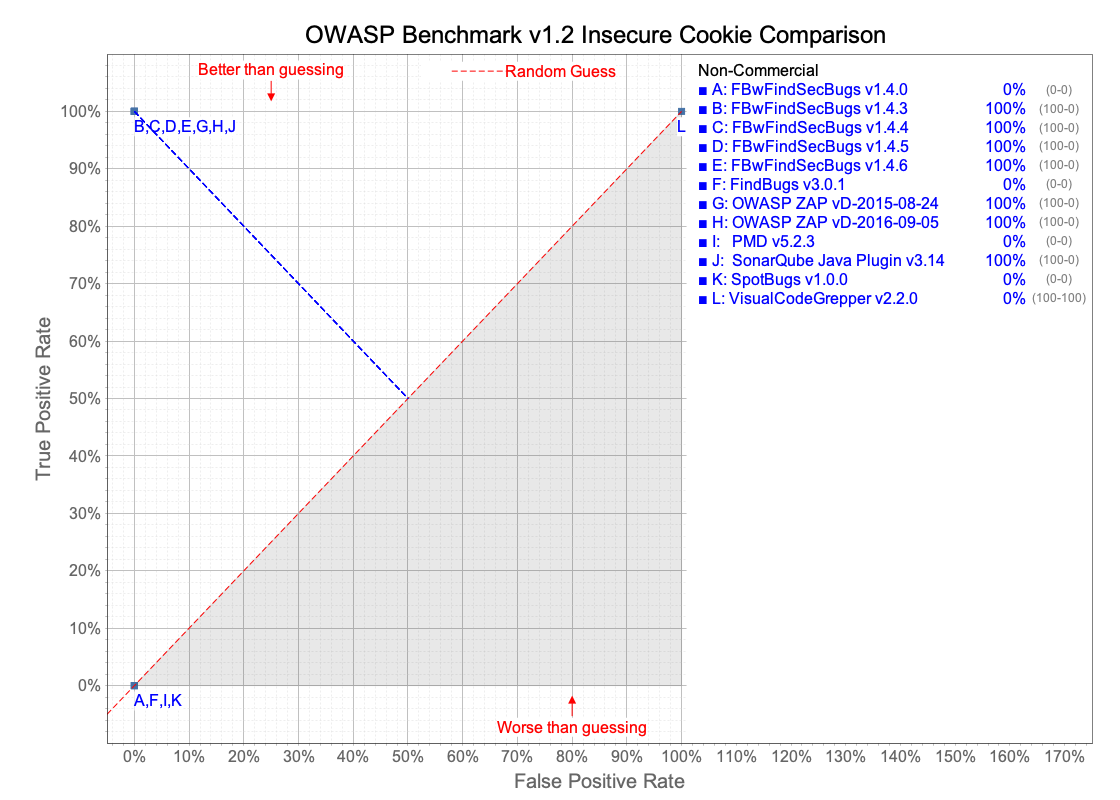 OWASP Benchmark v1.2 Insecure Cookie Comparison
Better than guessing
Random Guess
Non-Commercial
A: FBwFindSecBugs v1.4.0 0% (0-0)
B: FBwFindSecBugs v1.4.3 100% (100-0)
C: FBwFindSecBugs v1.4.4 100% (100-0)
D: FBwFindSecBugs v1.4.5 100% (100-0)
E: FBwFindSecBugs v1.4.6 100% (100-0)
F: FindBugs v3.0.1 0% (0-0)
G: OWASP ZAP vD-2015-08-24 100% (100-0)
H: OWASP ZAP vD-2016-09-05 100% (100-0)
I: PMD v5.2.3 0% (0-0)
J: SonarQube Java Plugin v3.14 100% (100-0)
K: SpotBugs v1.0.0 0% (0-0)
L: VisualCodeGrepper v2.2.0 0% (100-100)
100%
B,C,D,E,G,H,J
L
90%
80%
70%
60%
50%
40%
30%
20%
10%
0%
A,F,I,K
True Positive Rate
Worse than guessing
0% 10% 20% 30% 40% 50% 60% 70% 80% 90% 100% 110% 120% 130% 140% 150% 160% 170%
False Positive Rate